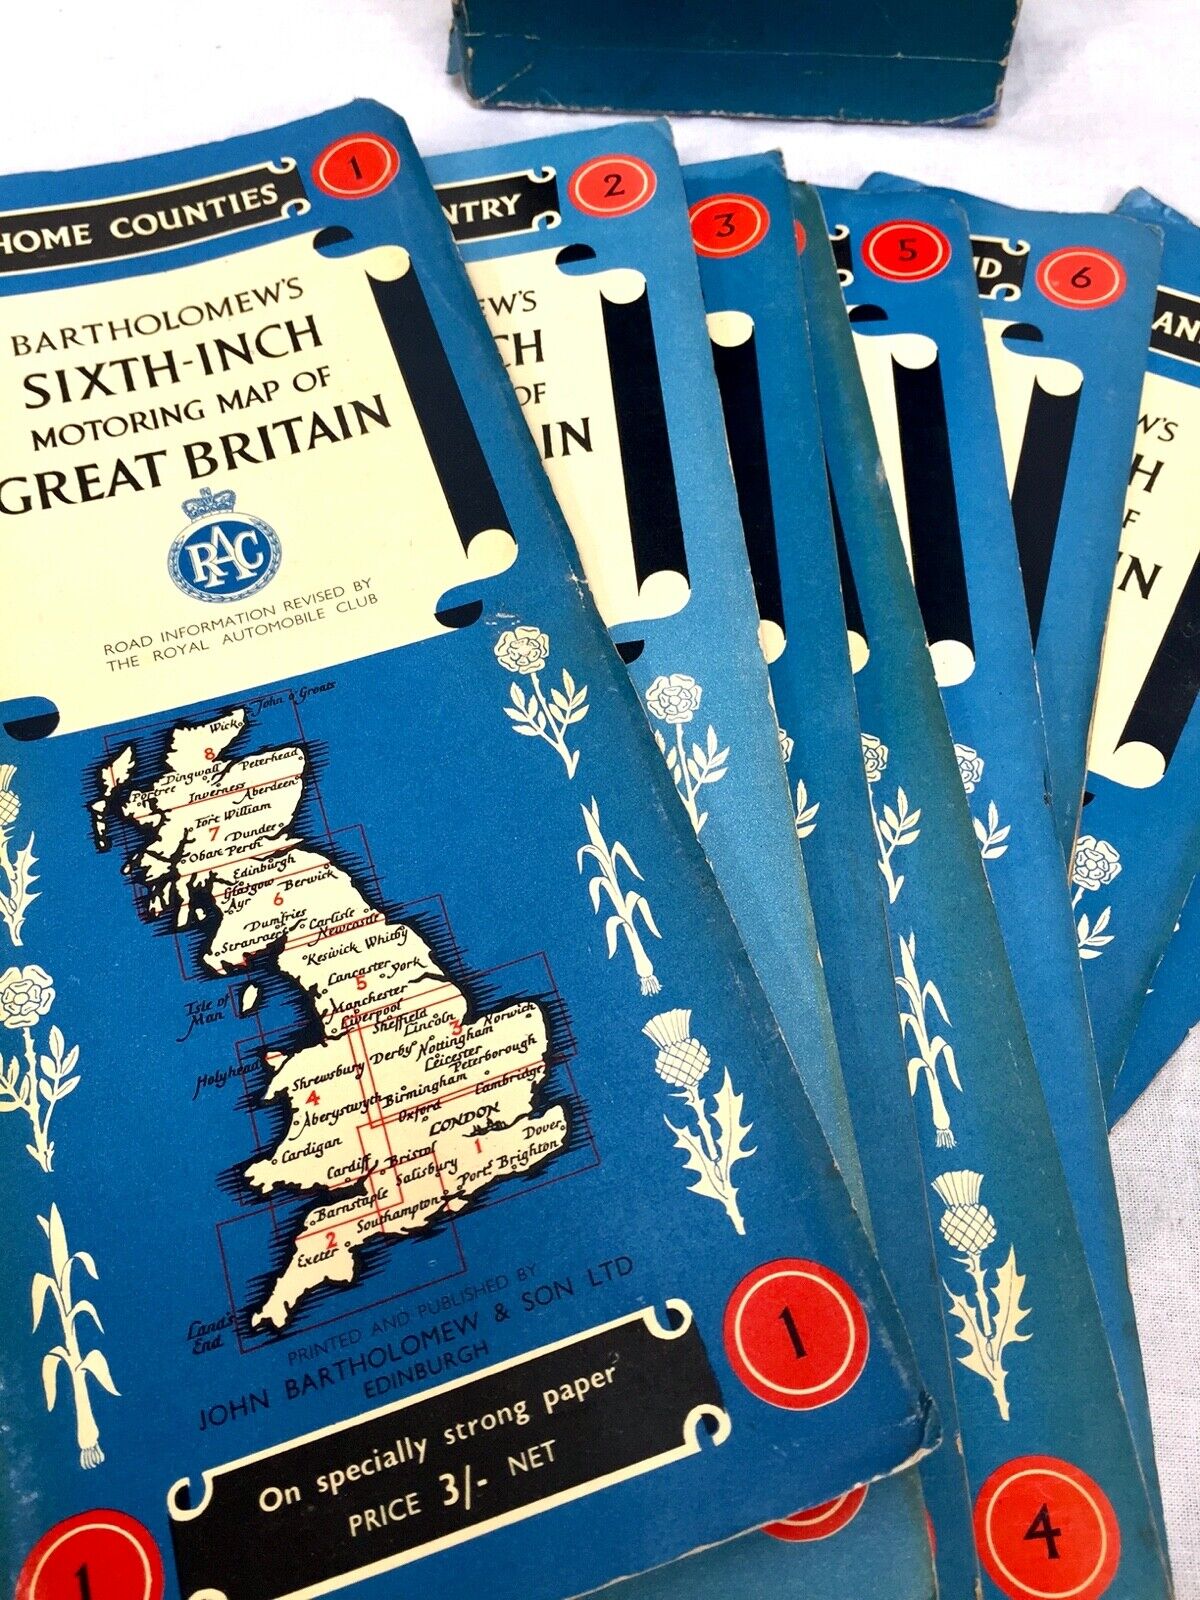 HOME COUNTIES
1
BARTHOLOMEW'S
SIXTH-INCH
MOTORING MAP OF
GREAT BRITAIN
RAC
ROAD INFORMATION REVISED BY
THE ROYAL AUTOMOBILE CLUB
John o'Groats
Wick
8
Dingwall
Peterhead
Portree
Inverness
Aberdeen
Fort William
7
Dundee
Oban
Perth
Edinburgh
Glasgow
Berwick
Ayr
6
Dumfries
Carlisle
Stranraer
Newcastle
Keswick
Whitby
Lancaster
York
5
Isle of
Man
Manchester
Liverpool
Sheffield
Lincoln
3
Norwich
Holyhead
Shrewsbury
Derby
Nottingham
Leicester
Peterborough
4
Aberystwyth
Birmingham
Cambridge
Oxford
LONDON
Cardigan
Cardiff
Bristol
1
Dover
Salisbury
Brighton
Barnstaple
Southampton
Port
2
Exeter
Land's
End
PRINTED AND PUBLISHED BY
JOHN BARTHOLOMEW & SON LTD
EDINBURGH
1
On specially strong paper
PRICE 3/- NET
1
NTRY
2
EW'S
CH
OF
IN
3
5
ND
6
AN
W'S
H
F
IN
4